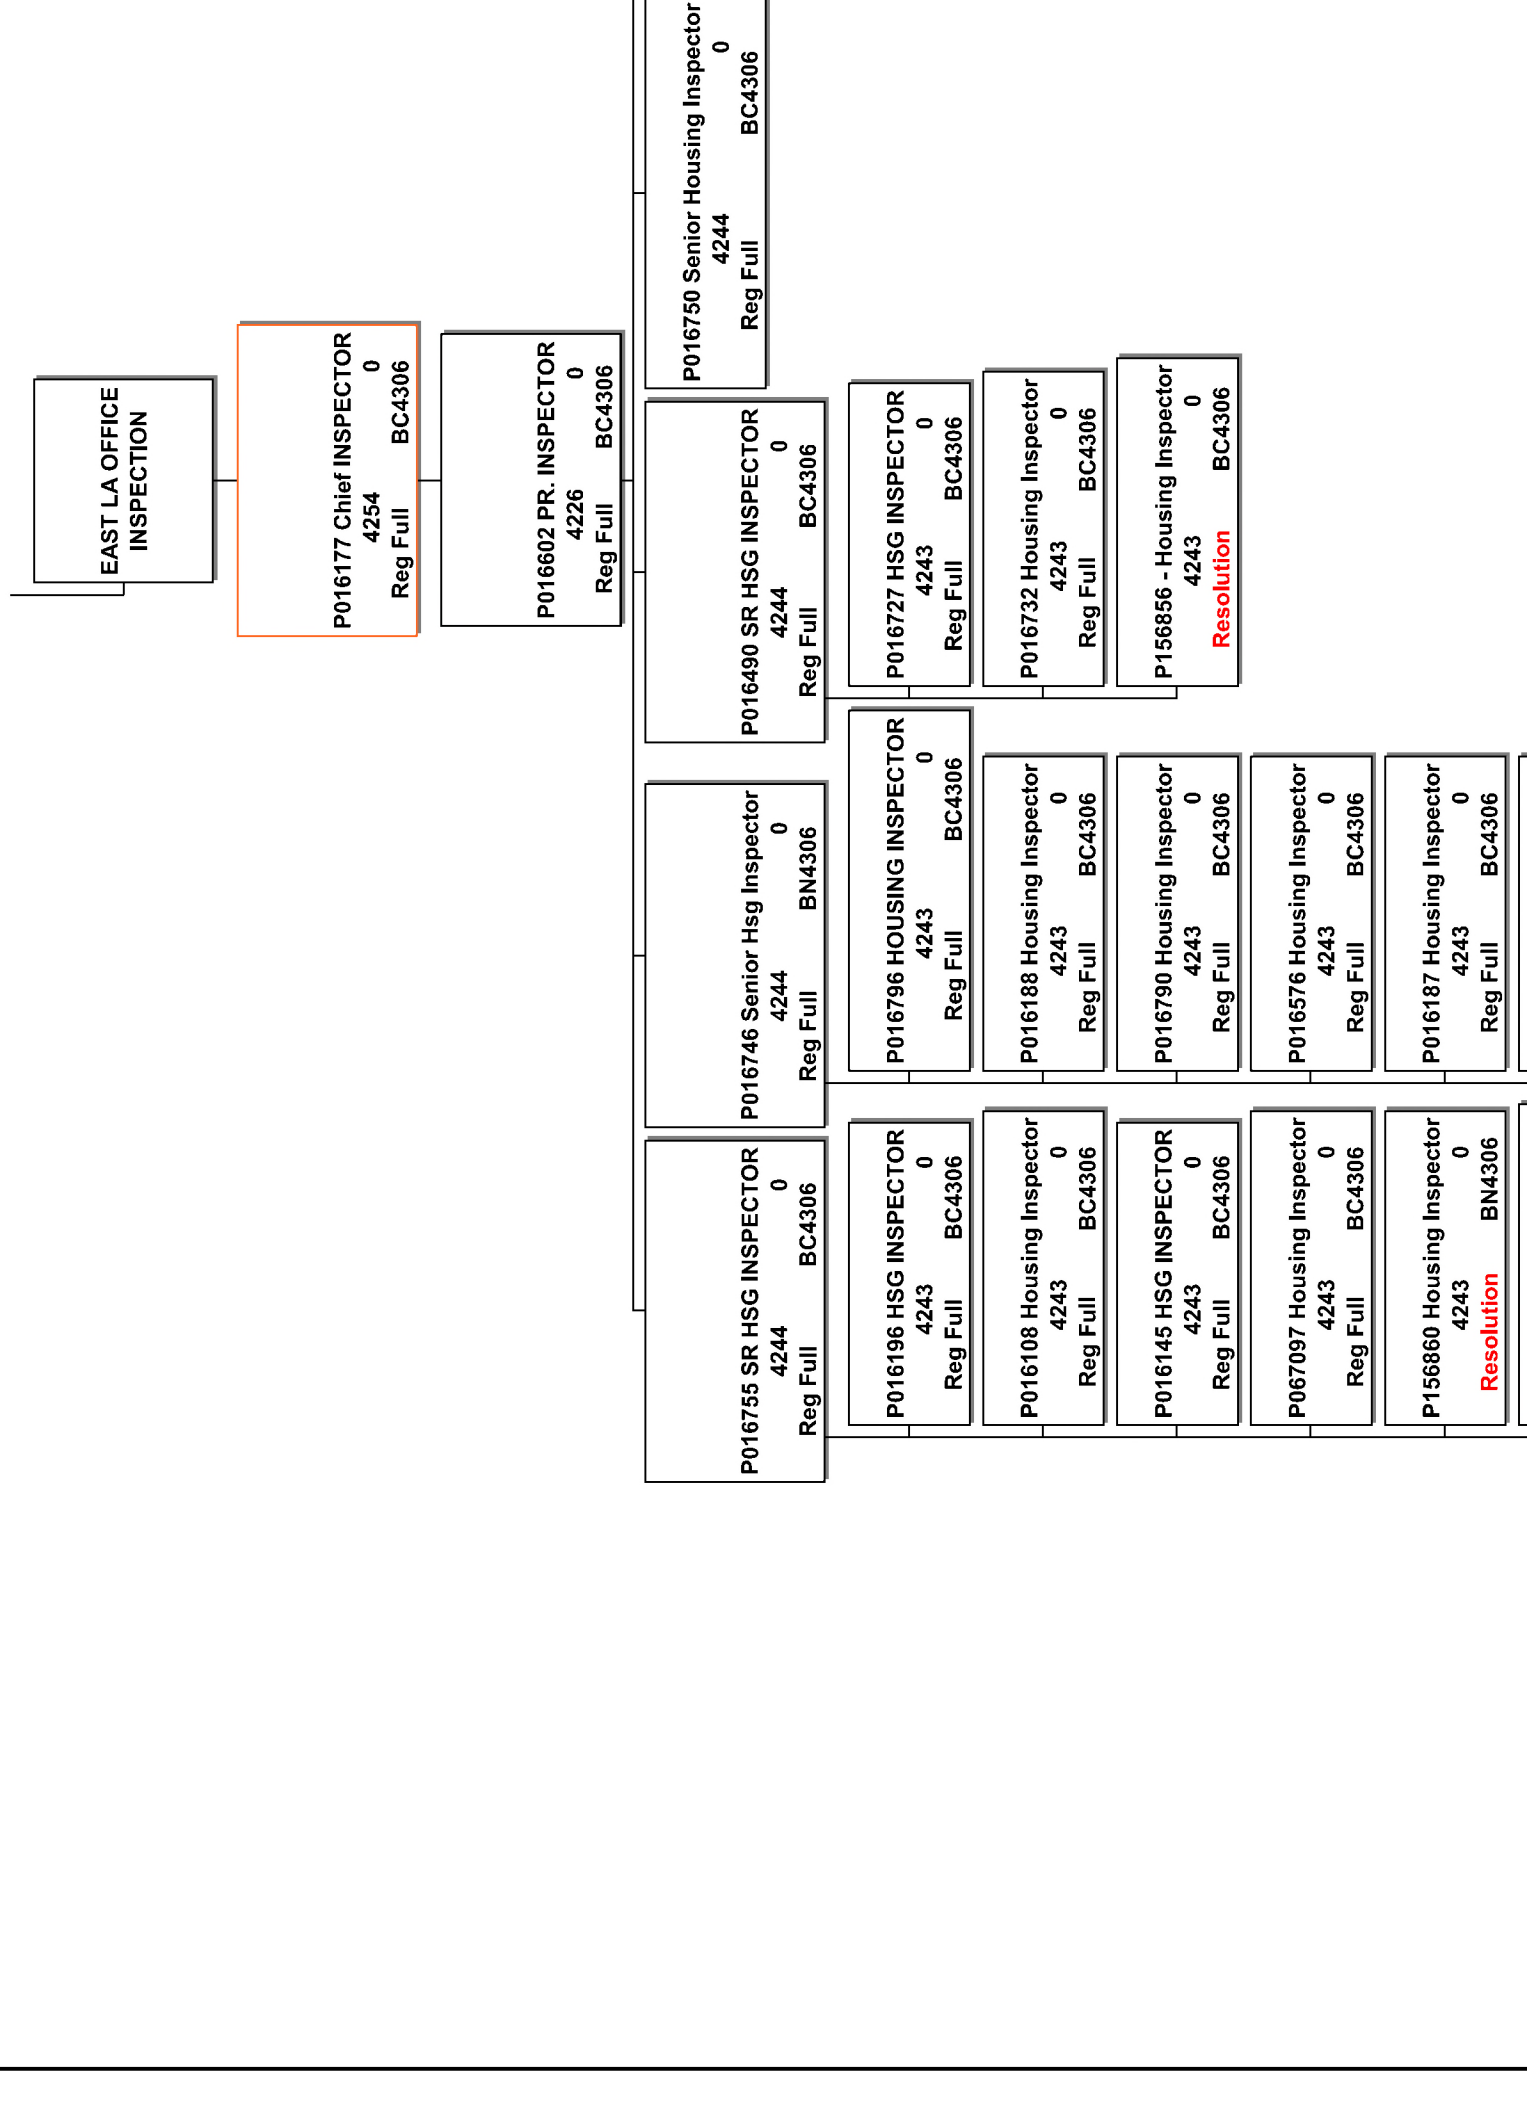 EAST LA OFFICE
INSPECTION
P016177 Chief INSPECTOR
4254 0
Reg Full BC4306
P016602 PR. INSPECTOR
4226 0
Reg Full BC4306
P016755 SR HSG INSPECTOR
4244 0
Reg Full BC4306
P016746 Senior Hsg Inspector
4244 0
Reg Full BN4306
P016490 SR HSG INSPECTOR
4244 0
Reg Full BC4306
P016750 Senior Housing Inspector
4244 0
Reg Full BC4306
P016196 HSG INSPECTOR
4243 0
Reg Full BC4306
P016108 Housing Inspector
4243 0
Reg Full BC4306
P016145 HSG INSPECTOR
4243 0
Reg Full BC4306
P067097 Housing Inspector
4243 0
Reg Full BC4306
P156860 Housing Inspector
4243 0
Resolution BN4306
P016796 HOUSING INSPECTOR
4243 0
Reg Full BC4306
P016188 Housing Inspector
4243 0
Reg Full BC4306
P016790 Housing Inspector
4243 0
Reg Full BC4306
P016576 Housing Inspector
4243 0
Reg Full BC4306
P016187 Housing Inspector
4243 0
Reg Full BC4306
P016727 HSG INSPECTOR
4243 0
Reg Full BC4306
P016732 Housing Inspector
4243 0
Reg Full BC4306
P156856 - Housing Inspector
4243 0
Resolution BC4306